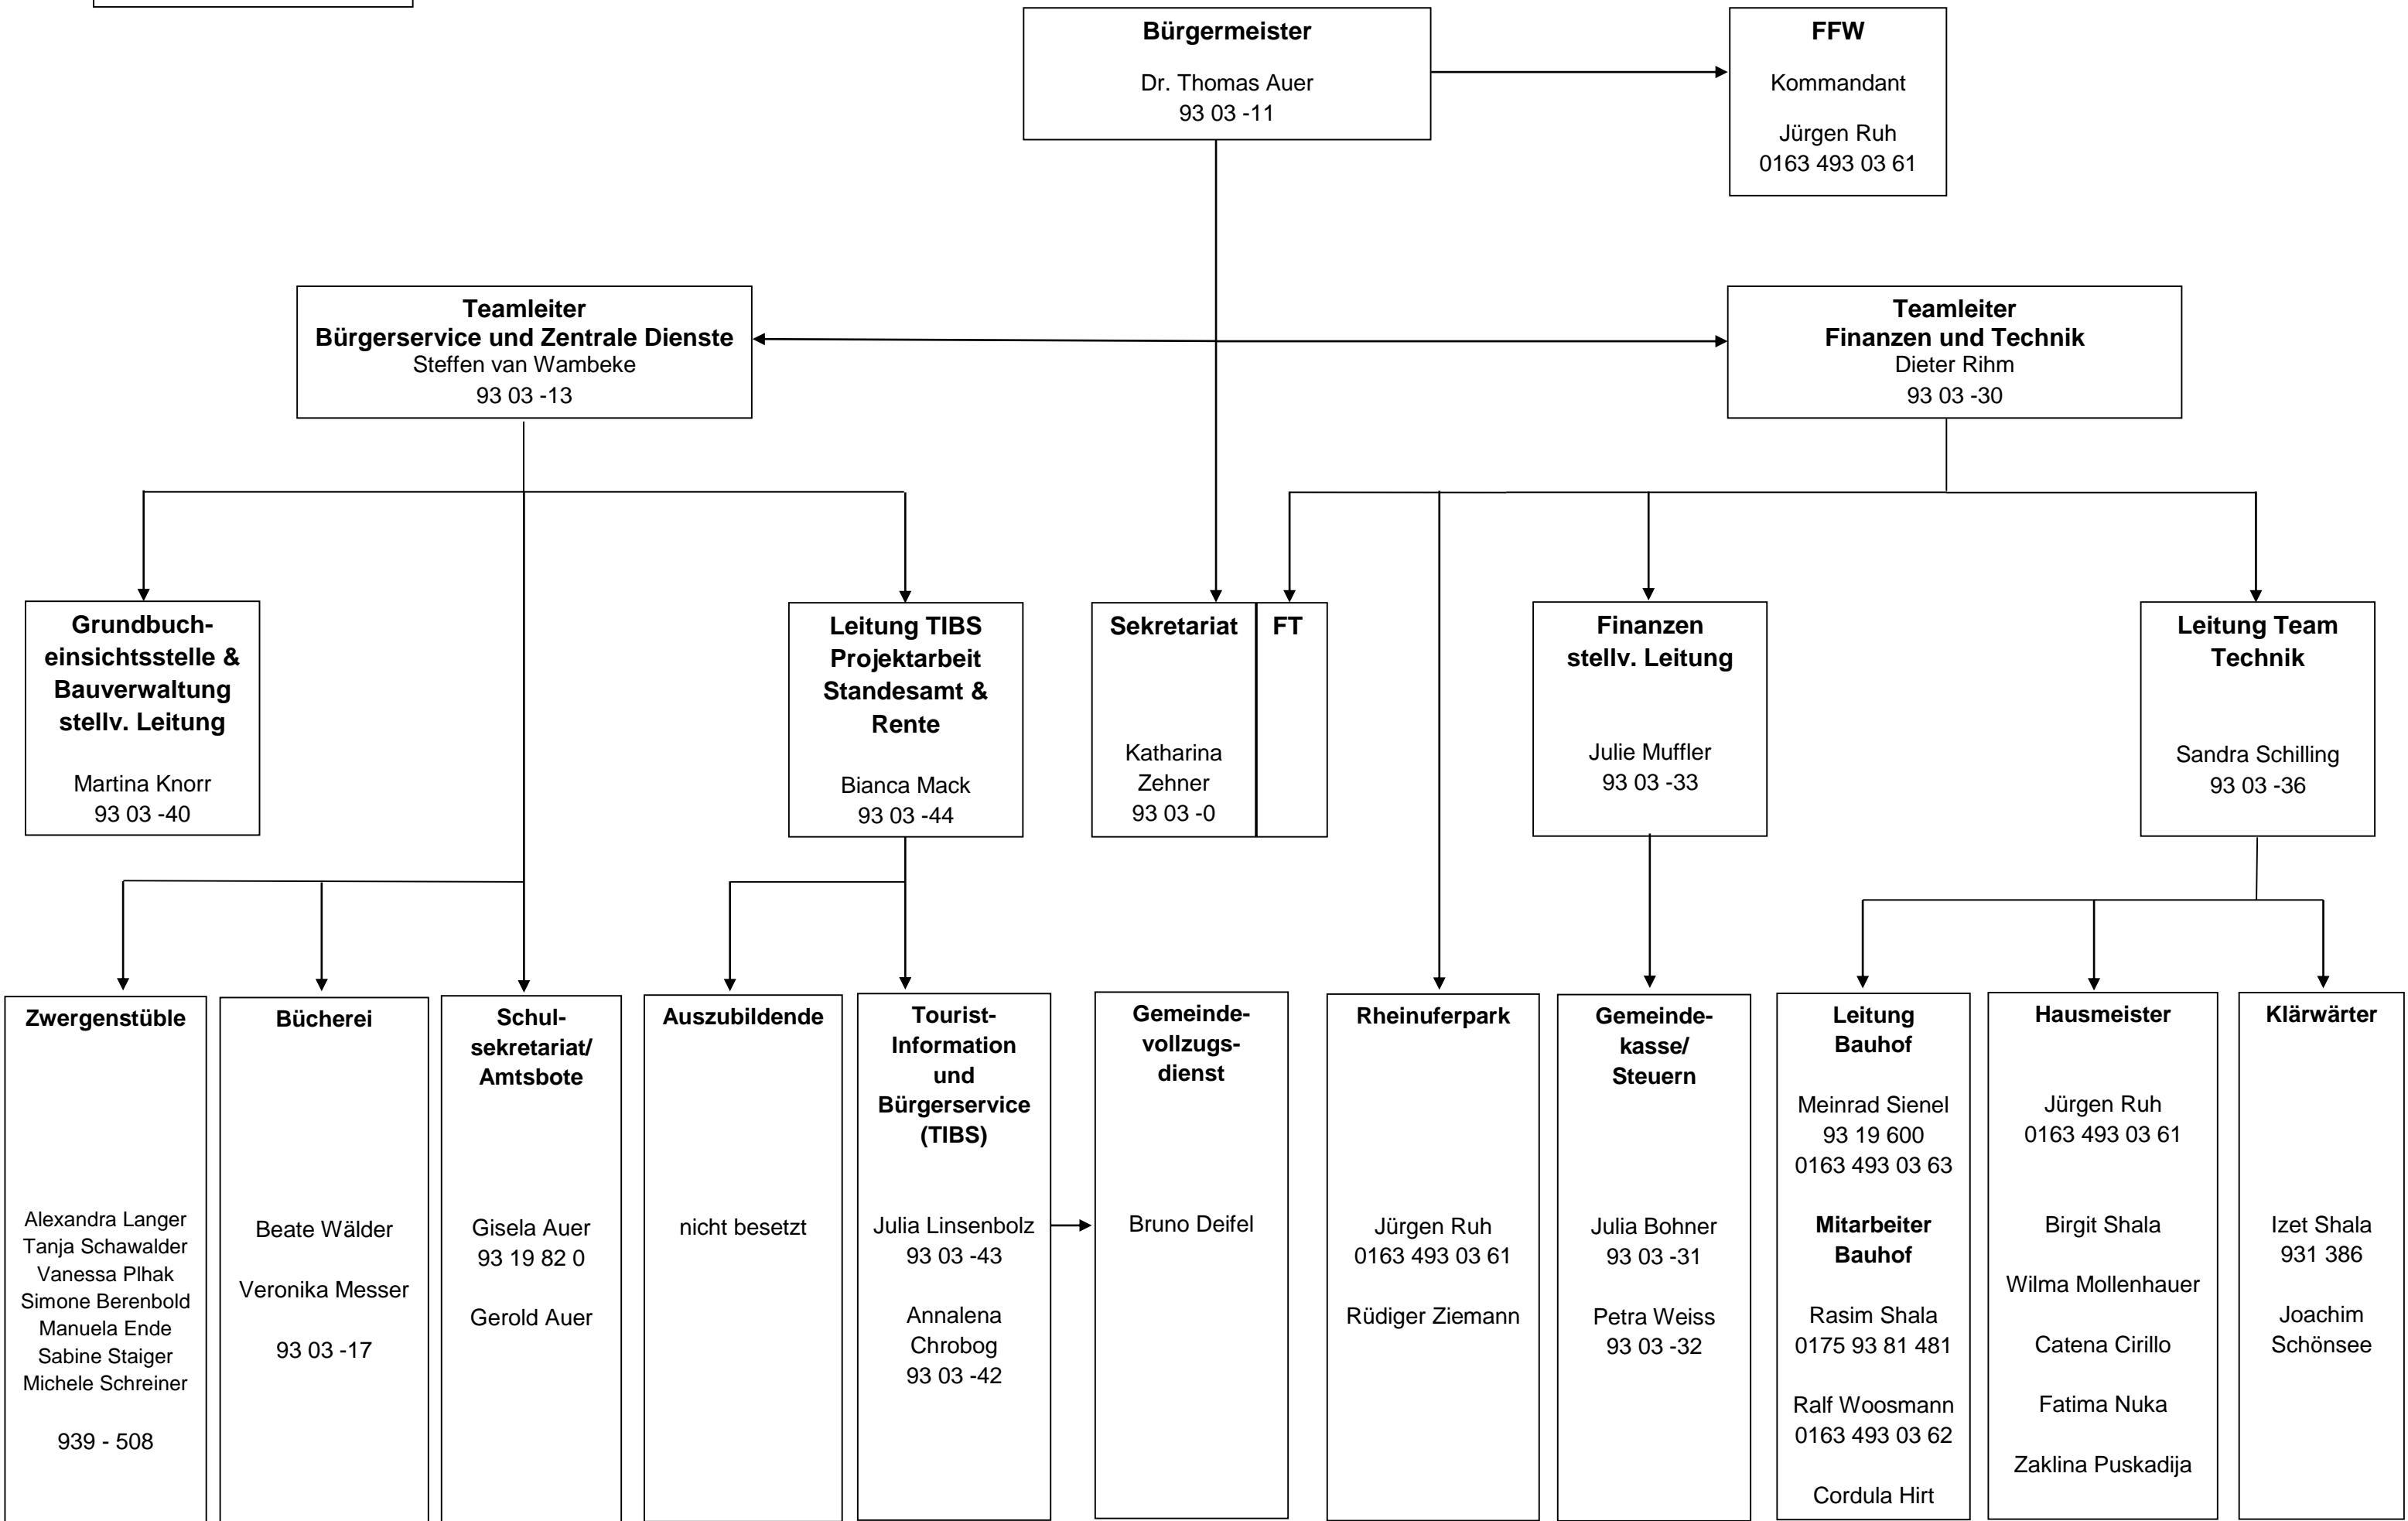 Bürgermeister
Dr. Thomas Auer
93 03 -11
FFW
Kommandant
Jürgen Ruh
0163 493 03 61
Teamleiter
Bürgerservice und Zentrale Dienste
Steffen van Wambeke
93 03 -13
Teamleiter
Finanzen und Technik
Dieter Rihm
93 03 -30
Grundbuch-
einsichtsstelle &
Bauverwaltung
stellv. Leitung
Martina Knorr
93 03 -40
Leitung TIBS
Projektarbeit
Standesamt &
Rente
Bianca Mack
93 03 -44
Sekretariat
Katharina
Zehner
93 03 -0
FT
Finanzen
stellv. Leitung
Julie Muffler
93 03 -33
Leitung Team
Technik
Sandra Schilling
93 03 -36
Zwergenstüble
Alexandra Langer
Tanja Schawalder
Vanessa Plhak
Simone Berenbold
Manuela Ende
Sabine Staiger
Michele Schreiner
939 - 508
Bücherei
Beate Wälder
Veronika Messer
93 03 -17
Schul-
sekretariat/
Amtsbote
Gisela Auer
93 19 82 0
Gerold Auer
Auszubildende
nicht besetzt
Tourist-
Information
und
Bürgerservice
(TIBS)
Julia Linsenbolz
93 03 -43
Annalena
Chrobog
93 03 -42
Gemeinde-
vollzugs-
dienst
Bruno Deifel
Rheinuferpark
Jürgen Ruh
0163 493 03 61
Rüdiger Ziemann
Gemeinde-
kasse/
Steuern
Julia Bohner
93 03 -31
Petra Weiss
93 03 -32
Leitung
Bauhof
Meinrad Sienel
93 19 600
0163 493 03 63
Mitarbeiter
Bauhof
Rasim Shala
0175 93 81 481
Ralf Woosmann
0163 493 03 62
Cordula Hirt
Hausmeister
Jürgen Ruh
0163 493 03 61
Birgit Shala
Wilma Mollenhauer
Catena Cirillo
Fatima Nuka
Zaklina Puskadija
Klärwärter
Izet Shala
931 386
Joachim
Schönsee